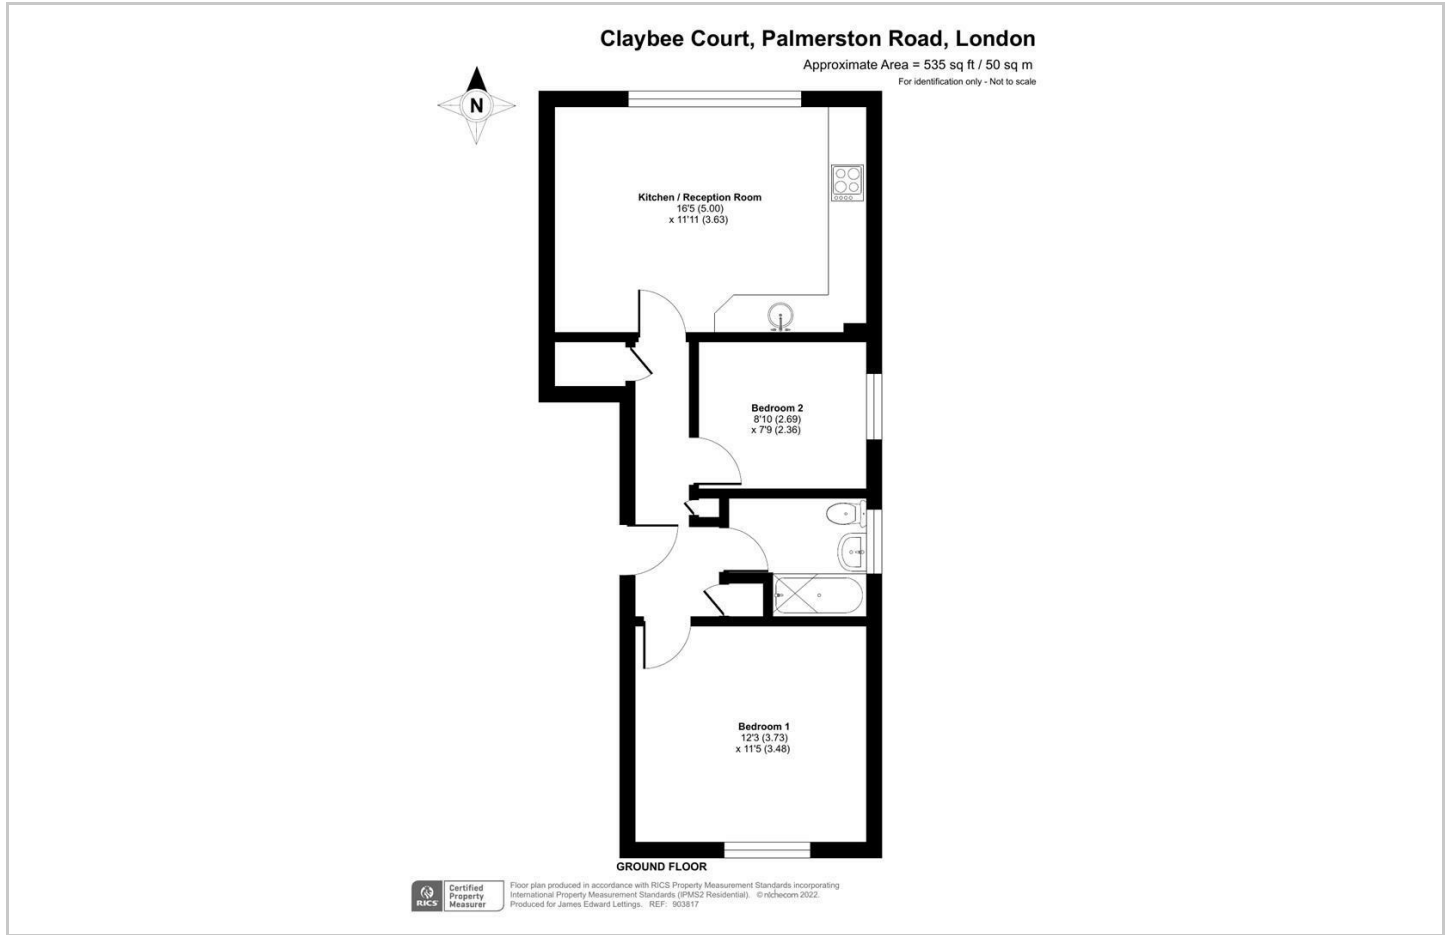 Claybee Court, Palmerston Road, London
Approximate Area = 535 sq ft / 50 sq m
For identification only - Not to scale
N
Kitchen / Reception Room
16'5 (5.00)
x 11'11 (3.63)
Bedroom 2
8'10 (2.69)
x 7'9 (2.36)
Bedroom 1
12'3 (3.73)
x 11'5 (3.48)
GROUND FLOOR
RICS
Certified
Property
Measurer
Floor plan produced in accordance with RICS Property Measurement Standards incorporating
International Property Measurement Standards (IPMS2 Residential). © nichecom 2022.
Produced for James Edward Lettings. REF: 903817